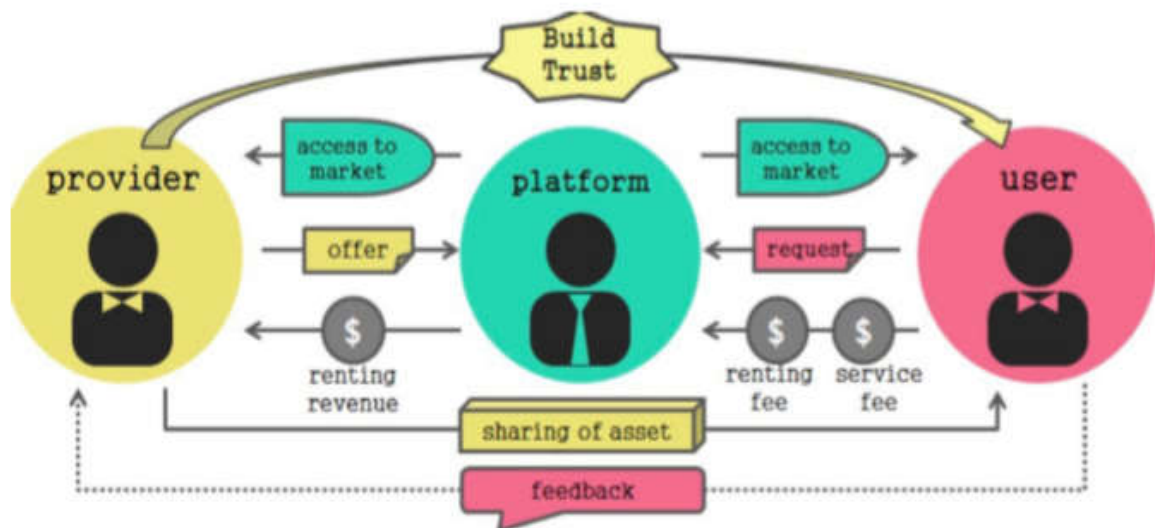 Build
Trust
access to
market
access to
market
provider
platform
user
offer
request
$
$
$
renting
revenue
renting
fee
service
fee
sharing of asset
feedback